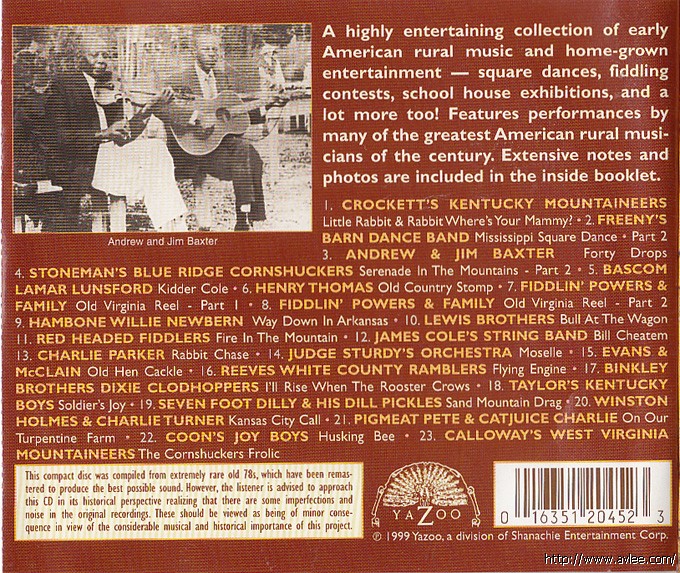 A highly entertaining collection of early
American rural music and home-grown
entertainment — square dances, fiddling
contests, school house exhibitions, and a
lot more too! Features performances by
many of the greatest American rural musi-
cians of the century. Extensive notes and
photos are included in the inside booklet.
Andrew and Jim Baxter
1. CROCKETT'S KENTUCKY MOUNTAINEERS
Little Rabbit & Rabbit Where's Your Mammy? • 2. FREENY'S
BARN DANCE BAND Mississippi Square Dance - Part 2
3. ANDREW & JIM BAXTER Forty Drops
4. STONEMAN'S BLUE RIDGE CORNSHUCKERS Serenade In The Mountains - Part 2 • 5. BASCOM
LAMAR LUNSFORD Kidder Cole • 6. HENRY THOMAS Old Country Stomp • 7. FIDDLIN' POWERS &
FAMILY Old Virginia Reel - Part 1 • 8. FIDDLIN' POWERS & FAMILY Old Virginia Reel - Part 2
9. HAMBONE WILLIE NEWBERN Way Down In Arkansas • 10. LEWIS BROTHERS Bull At The Wagon
11. RED HEADED FIDDLERS Fire In The Mountain • 12. JAMES COLE'S STRING BAND Bill Cheatem
13. CHARLIE PARKER Rabbit Chase • 14. JUDGE STURDY'S ORCHESTRA Moselle • 15. EVANS &
McCLAIN Old Hen Cackle • 16. REEVES WHITE COUNTY RAMBLERS Flying Engine • 17. BINKLEY
BROTHERS DIXIE CLODHOPPERS I'll Rise When The Rooster Crows • 18. TAYLOR'S KENTUCKY
BOYS Soldier's Joy • 19. SEVEN FOOT DILLY & HIS DILL PICKLES Sand Mountain Drag • 20. WINSTON
HOLMES & CHARLIE TURNER Kansas City Call • 21. PIGMEAT PETE & CATJUICE CHARLIE On Our
Turpentine Farm • 22. COON'S JOY BOYS Husking Bee • 23. CALLOWAY'S WEST VIRGINIA
MOUNTAINEERS The Cornshuckers Frolic
This compact disc was compiled from extremely rare old 78s, which have been remas-
tered to produce the best possible sound. However, the listener is advised to approach
this CD in its historical perspective realizing that there are some imperfections and
noise in the original recordings. These should be viewed as being of minor conse-
quence in view of the considerable musical and historical importance of this project.
YAZOO
0 16351 20452 3
℗ 1999 Yazoo, a division of Shanachie Entertainment Corp.
http://www.avlee.com/